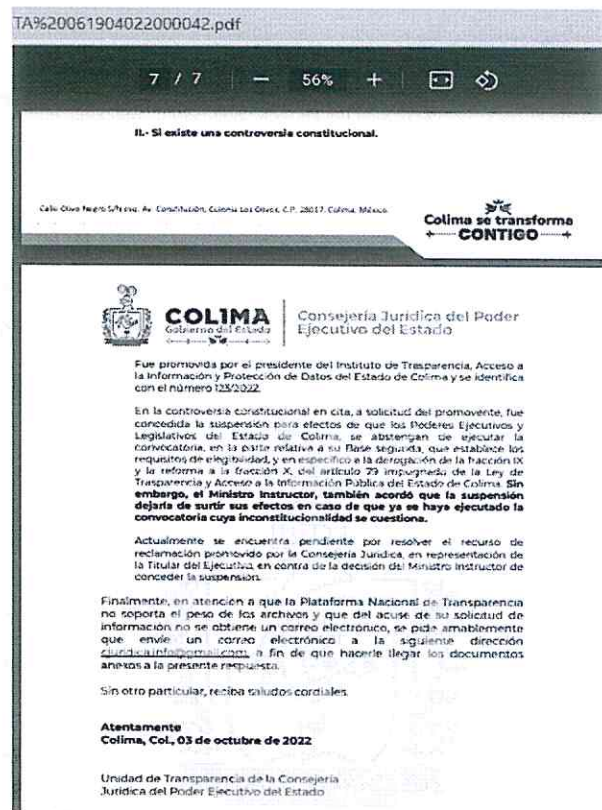 TA%20061904022000042.pdf
7 / 7 — 56% +
II.- Si existe una controversia constitucional.
Calle Olivo Negro S/N esq. Av. Constitución, Colonia Los Olivos, C.P. 28017, Colima, México.
Colima se transforma
CONTIGO
COLIMA
Gobierno del Estado
Consejería Jurídica del Poder
Ejecutivo del Estado
Fue promovida por el presidente del Instituto de Trasparencia, Acceso a
la Información y Protección de Datos del Estado de Colima y se identifica
con el número 123/2022.
En la controversia constitucional en cita, a solicitud del promovente, fue
concedida la suspensión para efectos de que los Poderes Ejecutivos y
Legislativos del Estado de Colima, se abstengan de ejecutar la
convocatoria, en la parte relativa a su Base segunda, que establece los
requisitos de elegibilidad, y en específico a la derogación de la fracción IX
y la reforma a la fracción X, del artículo 79 impugnada de la Ley de
Trasparencia y Acceso a la Información Pública del Estado de Colima. Sin
embargo, el Ministro Instructor, también acordó que la suspensión
dejaría de surtir sus efectos en caso de que ya se haya ejecutado la
convocatoria cuya inconstitucionalidad se cuestiona.
Actualmente se encuentra pendiente por resolver el recurso de
reclamación promovido por la Consejería Jurídica, en representación de
la Titular del Ejecutivo, en contra de la decisión del Ministro Instructor de
conceder la suspensión.
Finalmente, en atención a que la Plataforma Nacional de Transparencia
no soporta el peso de los archivos y que del acuse de su solicitud de
información no se obtiene un correo electrónico, se pide amablemente
que envíe un correo electrónico a la siguiente dirección
cjuridica.info@gmail.com, a fin de que hacerle llegar los documentos
anexos a la presente respuesta.
Sin otro particular, reciba saludos cordiales.
Atentamente
Colima, Col., 03 de octubre de 2022
Unidad de Transparencia de la Consejería
Jurídica del Poder Ejecutivo del Estado